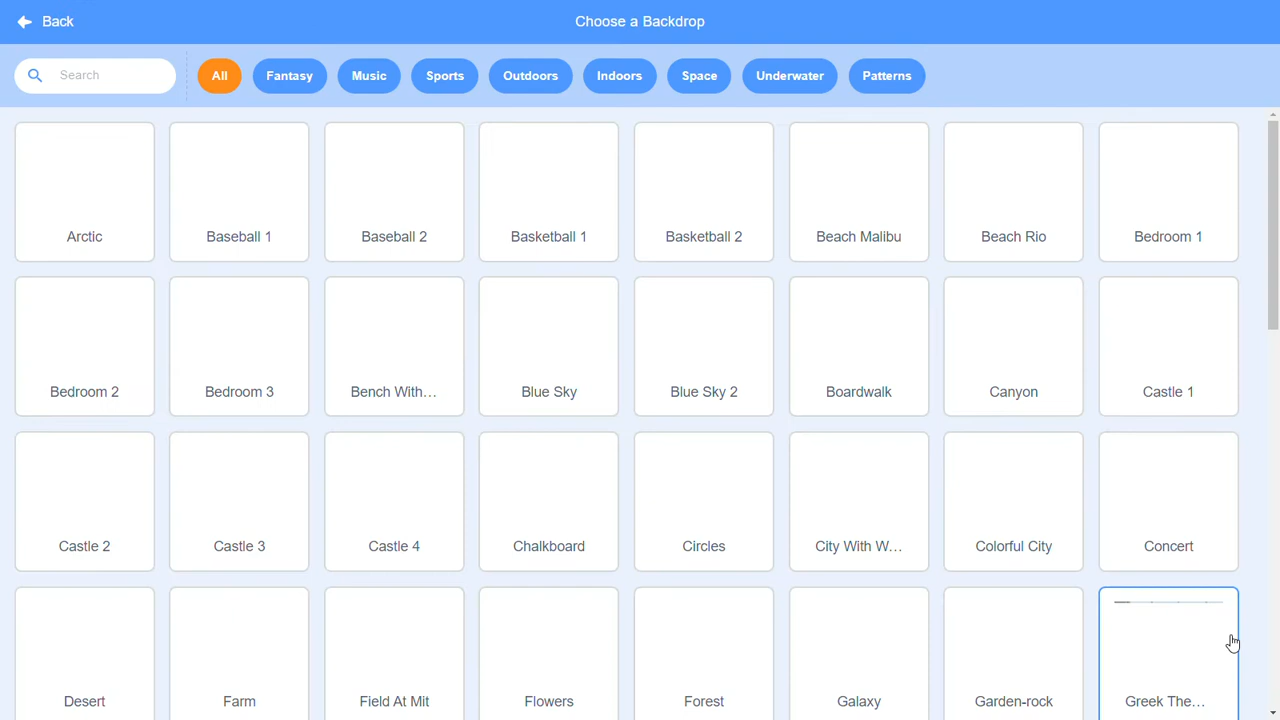 Back
Choose a Backdrop
Search
All
Fantasy
Music
Sports
Outdoors
Indoors
Space
Underwater
Patterns
Arctic
Baseball 1
Baseball 2
Basketball 1
Basketball 2
Beach Malibu
Beach Rio
Bedroom 1
Bedroom 2
Bedroom 3
Bench With...
Blue Sky
Blue Sky 2
Boardwalk
Canyon
Castle 1
Castle 2
Castle 3
Castle 4
Chalkboard
Circles
City With W...
Colorful City
Concert
Desert
Farm
Field At Mit
Flowers
Forest
Galaxy
Garden-rock
Greek The...